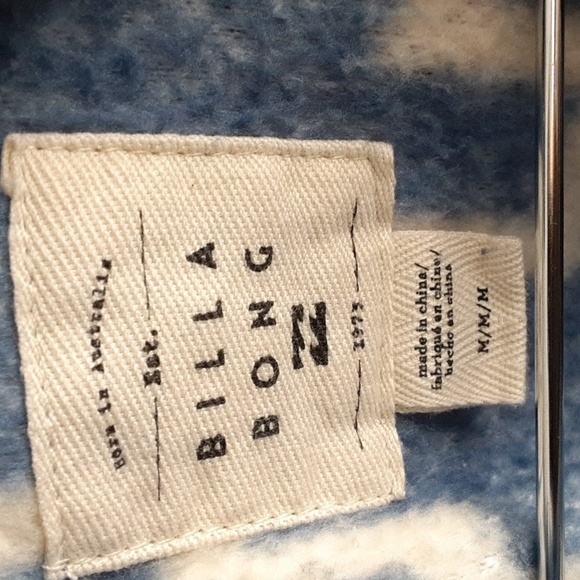 Born in Australia
Est.
BILLA
BONG
1973
made in china/
fabriqué en chine/
hecho en china
M/M/M